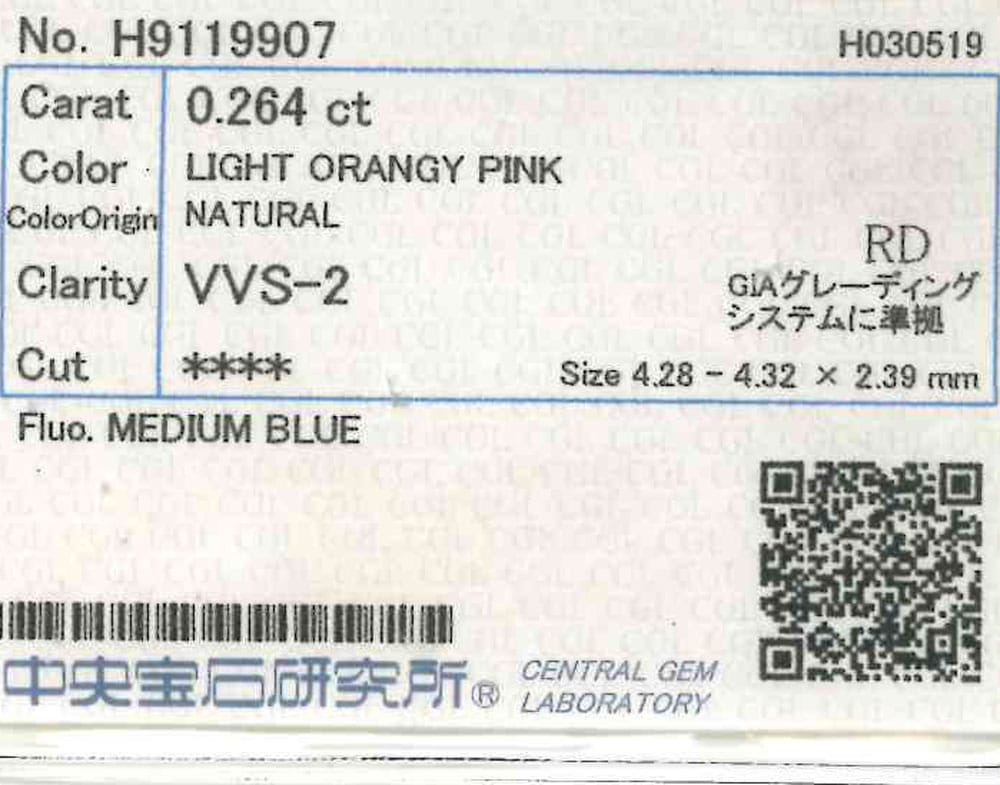 No. H9119907
H030519
Carat 0.264 ct
Color LIGHT ORANGY PINK
ColorOrigin NATURAL
RD
Clarity VVS-2
GIAグレーディング
システムに準拠
Cut ****
Size 4.28 - 4.32 × 2.39 mm
Fluo. MEDIUM BLUE
中央宝石研究所®
CENTRAL GEM
LABORATORY